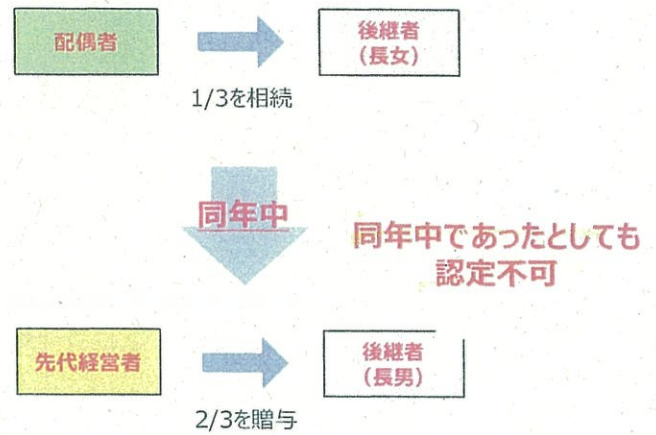 配偶者
後継者
（長女）
1/3を相続
同年中
同年中であったとしても
認定不可
先代経営者
後継者
（長男）
2/3を贈与